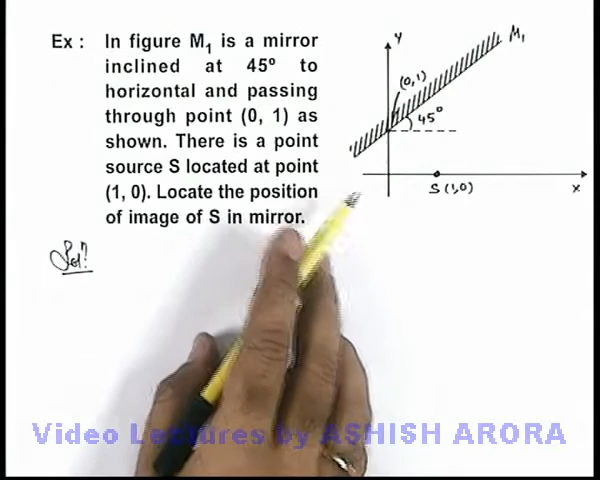 Ex : In figure M₁ is a mirror
inclined at 45º to
horizontal and passing
through point (0, 1) as
shown. There is a point
source S located at point
(1, 0). Locate the position
of image of S in mirror.
Y
M₁
(0,1)
45°
S (1,0)
X
Sol?
Video Lectures by ASHISH ARORA